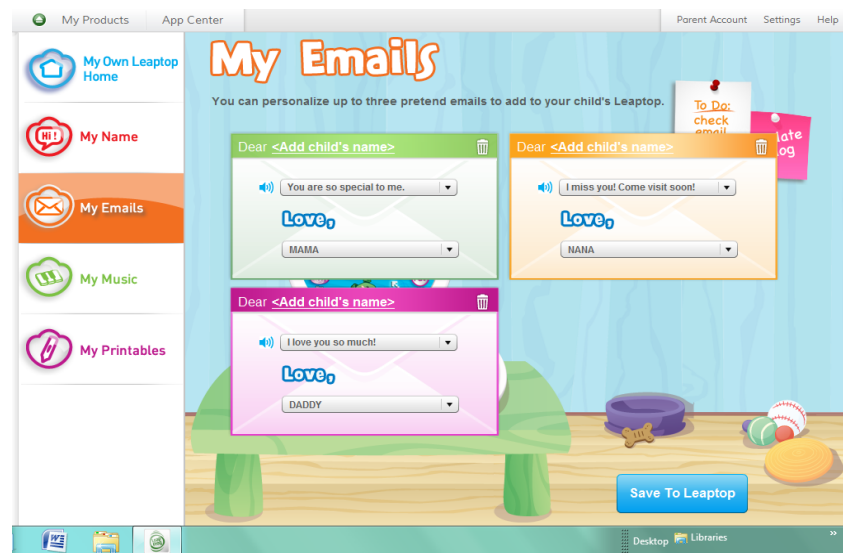 My Products App Center Parent Account Settings Help
My Own Leaptop
Home
Hi!
My Name
My Emails
My Music
My Printables
My Emails
You can personalize up to three pretend emails to add to your child's Leaptop.
To Do:
check
email
Dear <Add child's name>
You are so special to me.
Love,
MAMA
Dear <Add child's name>
I miss you! Come visit soon!
Love,
NANA
Dear <Add child's name>
I love you so much!
Love,
DADDY
Save To Leaptop
Desktop Libraries